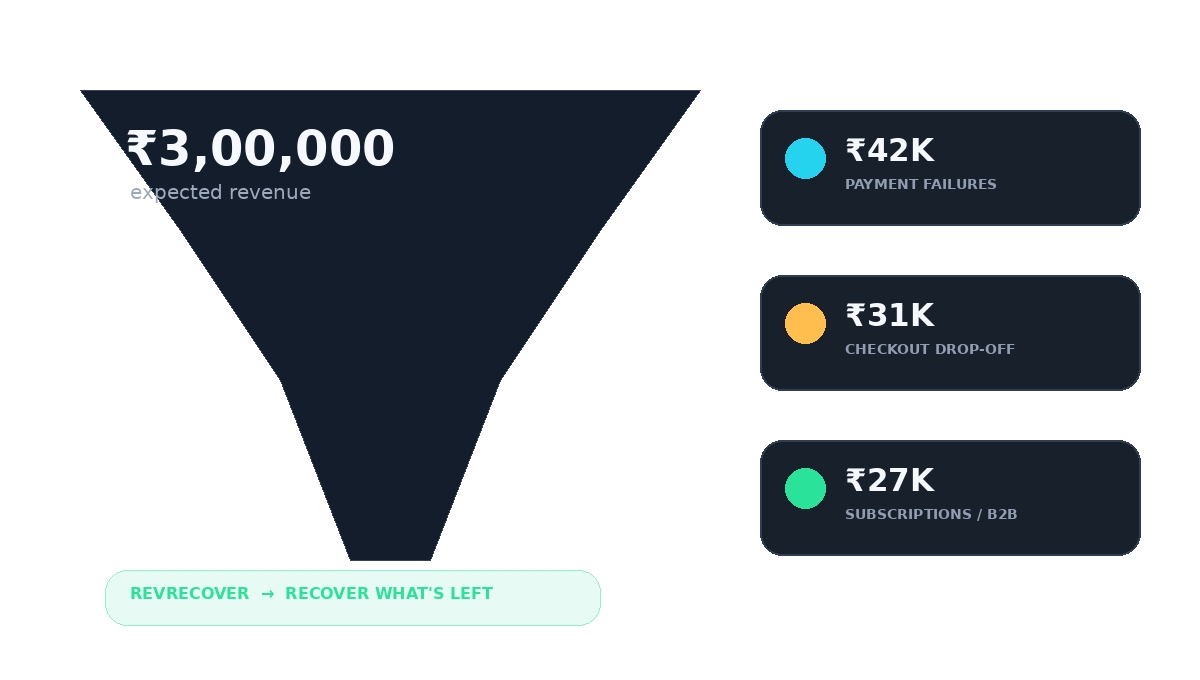 ₹3,00,000
expected revenue
₹42K
PAYMENT FAILURES
₹31K
CHECKOUT DROP-OFF
₹27K
SUBSCRIPTIONS / B2B
REVRECOVER → RECOVER WHAT'S LEFT